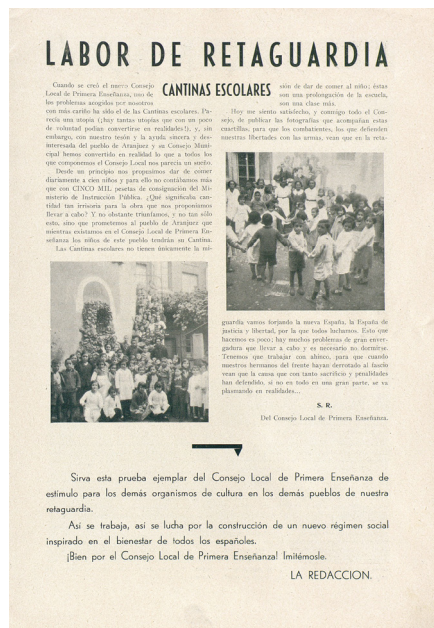 LABOR DE RETAGUARDIA
CANTINAS ESCOLARES
Cuando se creó el nuevo Consejo
Local de Primera Enseñanza, uno de
los problemas acogidos por nosotros
con más cariño ha sido el de las Cantinas escolares. Pa-
recía una utopía (¡hay tantas utopías que con un poco
de voluntad podían convertirse en realidades!), y, sin
embargo, con nuestro tesón y la ayuda sincera y des-
interesada del pueblo de Aranjuez y su Consejo Muni-
cipal hemos convertido en realidad lo que a todos los
que componemos el Consejo Local nos parecía un sueño.
Desde un principio nos propusimos dar de comer
diariamente a cien niños y para ello no contábamos más
que con CINCO MIL pesetas de consignación del Mi-
nisterio de Instrucción Pública. ¿Qué significaba can-
tidad tan irrisoria para la obra que nos proponíamos
llevar a cabo? Y no obstante triunfamos, y no tan sólo
esto, sino que prometemos al pueblo de Aranjuez que
mientras existamos en el Consejo Local de Primera En-
señanza los niños de este pueblo tendrán su Cantina.
Las Cantinas escolares no tienen únicamente la mi-
sión de dar de comer al niño; éstas
son una prolongación de la escuela,
son una clase más.
Hoy me siento satisfecho, y conmigo todo el Con-
sejo, de publicar las fotografías que acompañan estas
cuartillas, para que los combatientes, los que defienden
nuestras libertades con las armas, vean que en la reta-
guardia vamos forjando la nueva España, la España de
justicia y libertad, por la que todos luchamos. Esto que
hacemos es poco; hay muchos problemas de gran enver-
gadura que llevar a cabo y es necesario no dormirse.
Tenemos que trabajar con ahínco, para que cuando
nuestros hermanos del frente hayan derrotado al fascio
vean que la causa que con tanto sacrificio y penalidades
han defendido, si no en todo en una gran parte, se va
plasmando en realidades...
S. R.
Del Consejo Local de Primera Enseñanza.
Sirva esta prueba ejemplar del Consejo Local de Primera Enseñanza de
estímulo para los demás organismos de cultura en los demás pueblos de nuestra
retaguardia.
Así se trabaja, así se lucha por la construcción de un nuevo régimen social
inspirado en el bienestar de todos los españoles.
¡Bien por el Consejo Local de Primera Enseñanza! Imitémosle.
LA REDACCION.